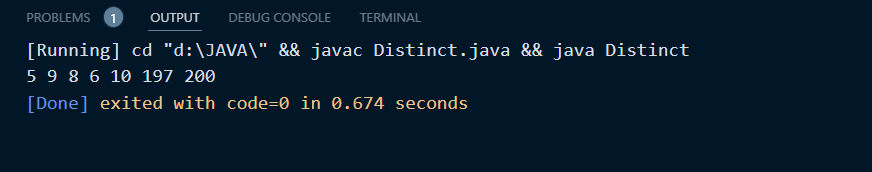 PROBLEMS 1 OUTPUT DEBUG CONSOLE TERMINAL
[Running] cd "d:\JAVA\" && javac Distinct.java && java Distinct
5 9 8 6 10 197 200
[Done] exited with code=0 in 0.674 seconds